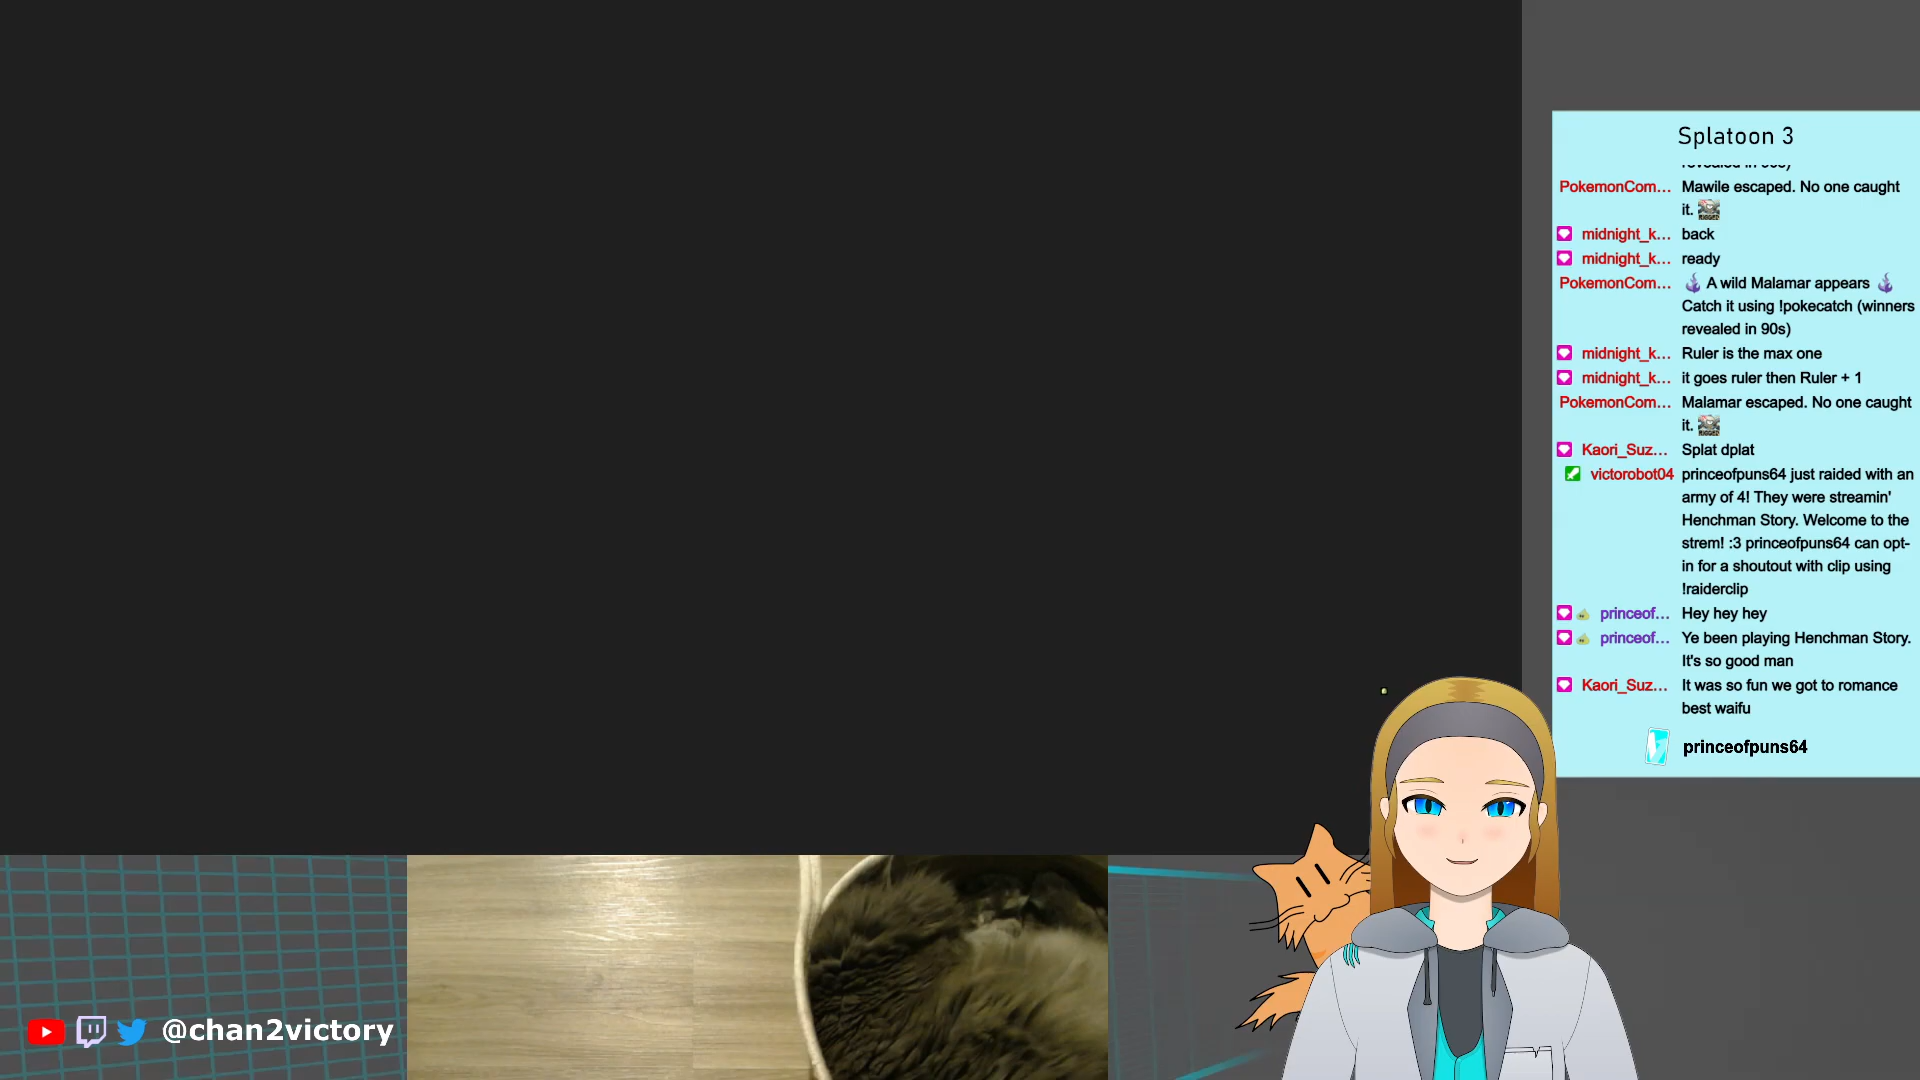 Splatoon 3
revealed in 90s)
PokemonCom... Mawile escaped. No one caught
it.
midnight_k... back
midnight_k... ready
PokemonCom... A wild Malamar appears
Catch it using !pokecatch (winners
revealed in 90s)
midnight_k... Ruler is the max one
midnight_k... it goes ruler then Ruler + 1
PokemonCom... Malamar escaped. No one caught
it.
Kaori_Suz... Splat dplat
victorobot04 princeofpuns64 just raided with an
army of 4! They were streamin'
Henchman Story. Welcome to the
strem! :3 princeofpuns64 can opt-
in for a shoutout with clip using
!raiderclip
princeof... Hey hey hey
princeof... Ye been playing Henchman Story.
It's so good man
Kaori_Suz... It was so fun we got to romance
best waifu
princeofpuns64
@chan2victory